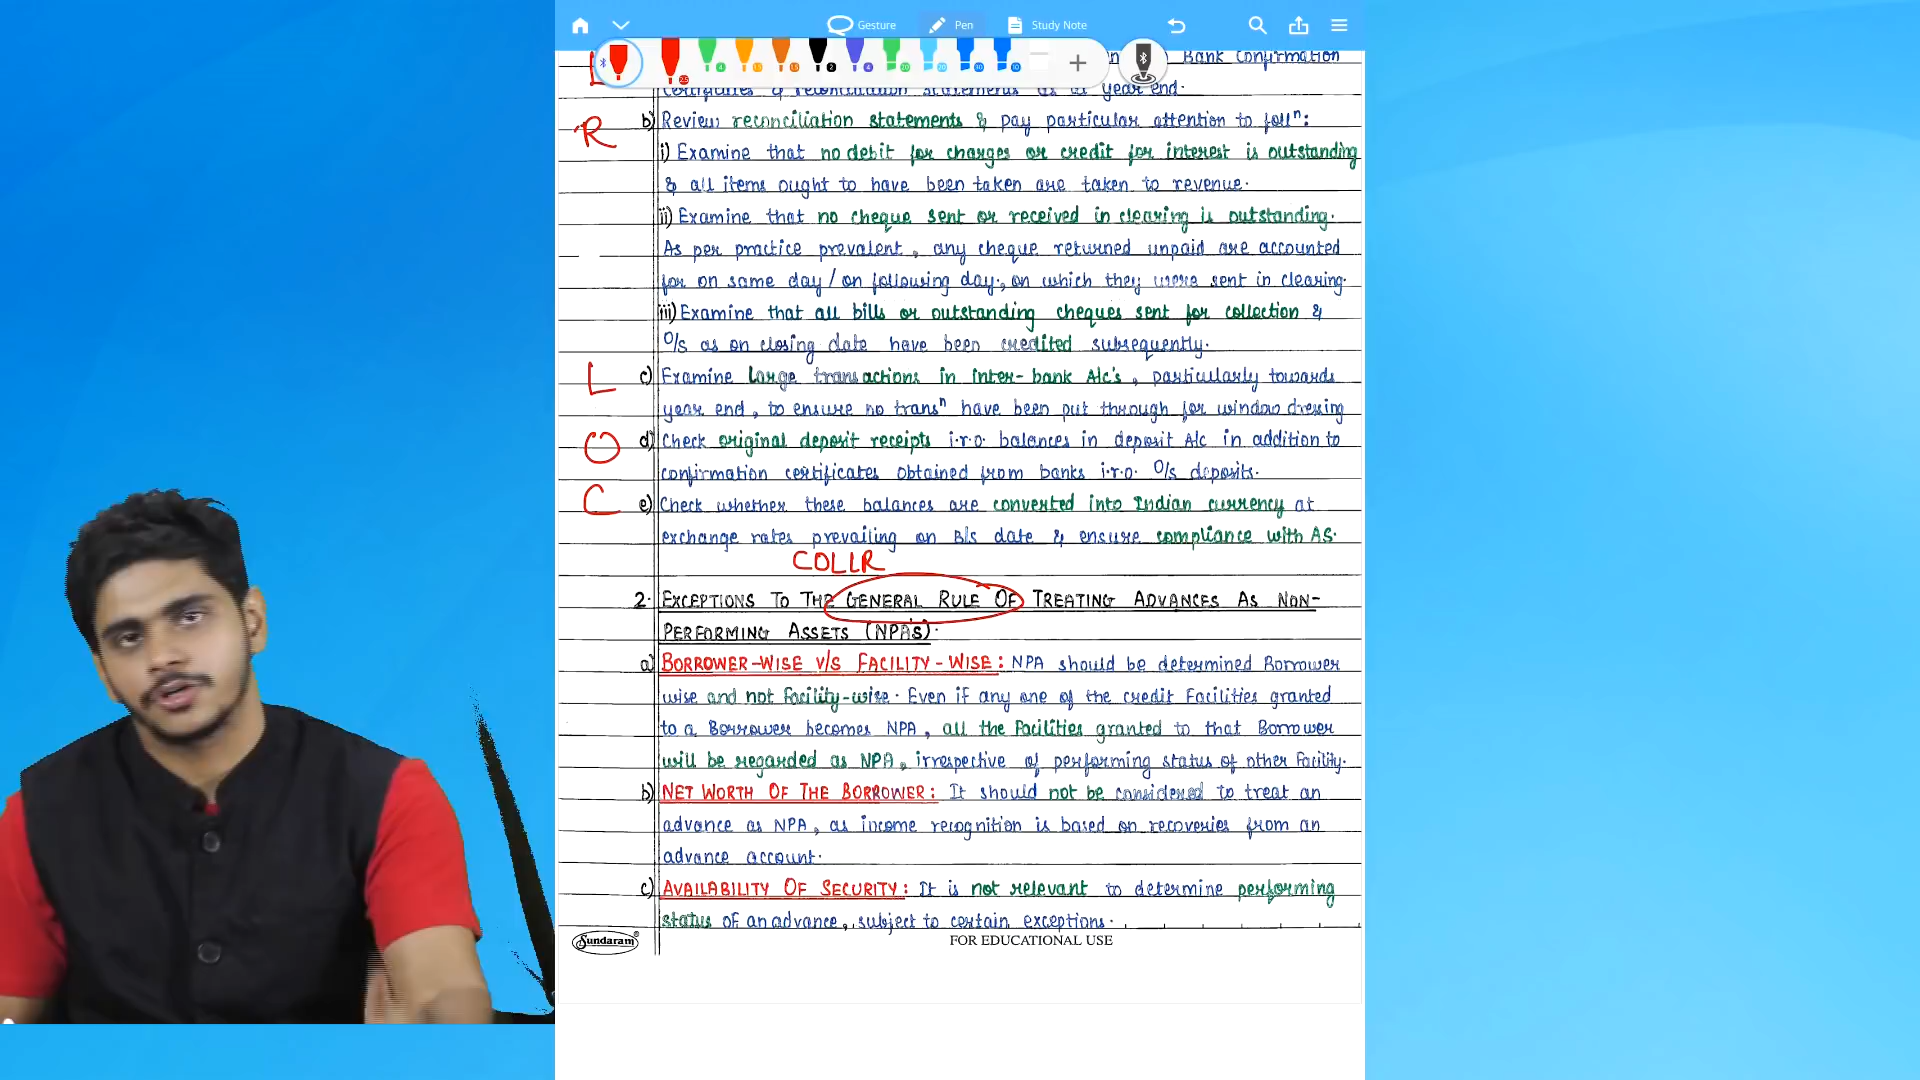 Gesture Pen Study Note
Bank Confirmation
certificates & reconciliation statements as at year end.
R b) Review reconciliation statements & pay particular attention to follⁿ:
i) Examine that no debit for charges or credit for interest is outstanding
& all items ought to have been taken are taken to revenue.
ii) Examine that no cheque sent or received in clearing is outstanding.
As per practice prevalent, any cheque returned unpaid are accounted
for on same day / on following day, on which they were sent in clearing.
iii) Examine that all bills or outstanding cheques sent for collection &
O/s as on closing date have been credited subsequently.
L c) Examine Large transactions in inter-bank A/c's, particularly towards
year end, to ensure no transⁿ have been put through for window dressing
O d) Check original deposit receipts i.r.o. balances in deposit A/c in addition to
confirmation certificates obtained from banks i.r.o. O/s deposits.
C e) Check whether these balances are converted into Indian currency at
exchange rates prevailing on B/s date & ensure compliance with AS.
COLLR
2. EXCEPTIONS TO THE GENERAL RULE OF TREATING ADVANCES AS NON-
PERFORMING ASSETS (NPA'S).
a) BORROWER-WISE V/S FACILITY-WISE: NPA should be determined Borrower
wise and not Facility-wise. Even if any one of the credit Facilities granted
to a Borrower becomes NPA, all the Facilities granted to that Borrower
will be regarded as NPA, irrespective of performing status of other Facility.
b) NET WORTH OF THE BORROWER: It should not be considered to treat an
advance as NPA, as income recognition is based on recoveries from an
advance account.
c) AVAILABILITY OF SECURITY: It is not relevant to determine performing
status of an advance, subject to certain exceptions.
Sundaram FOR EDUCATIONAL USE